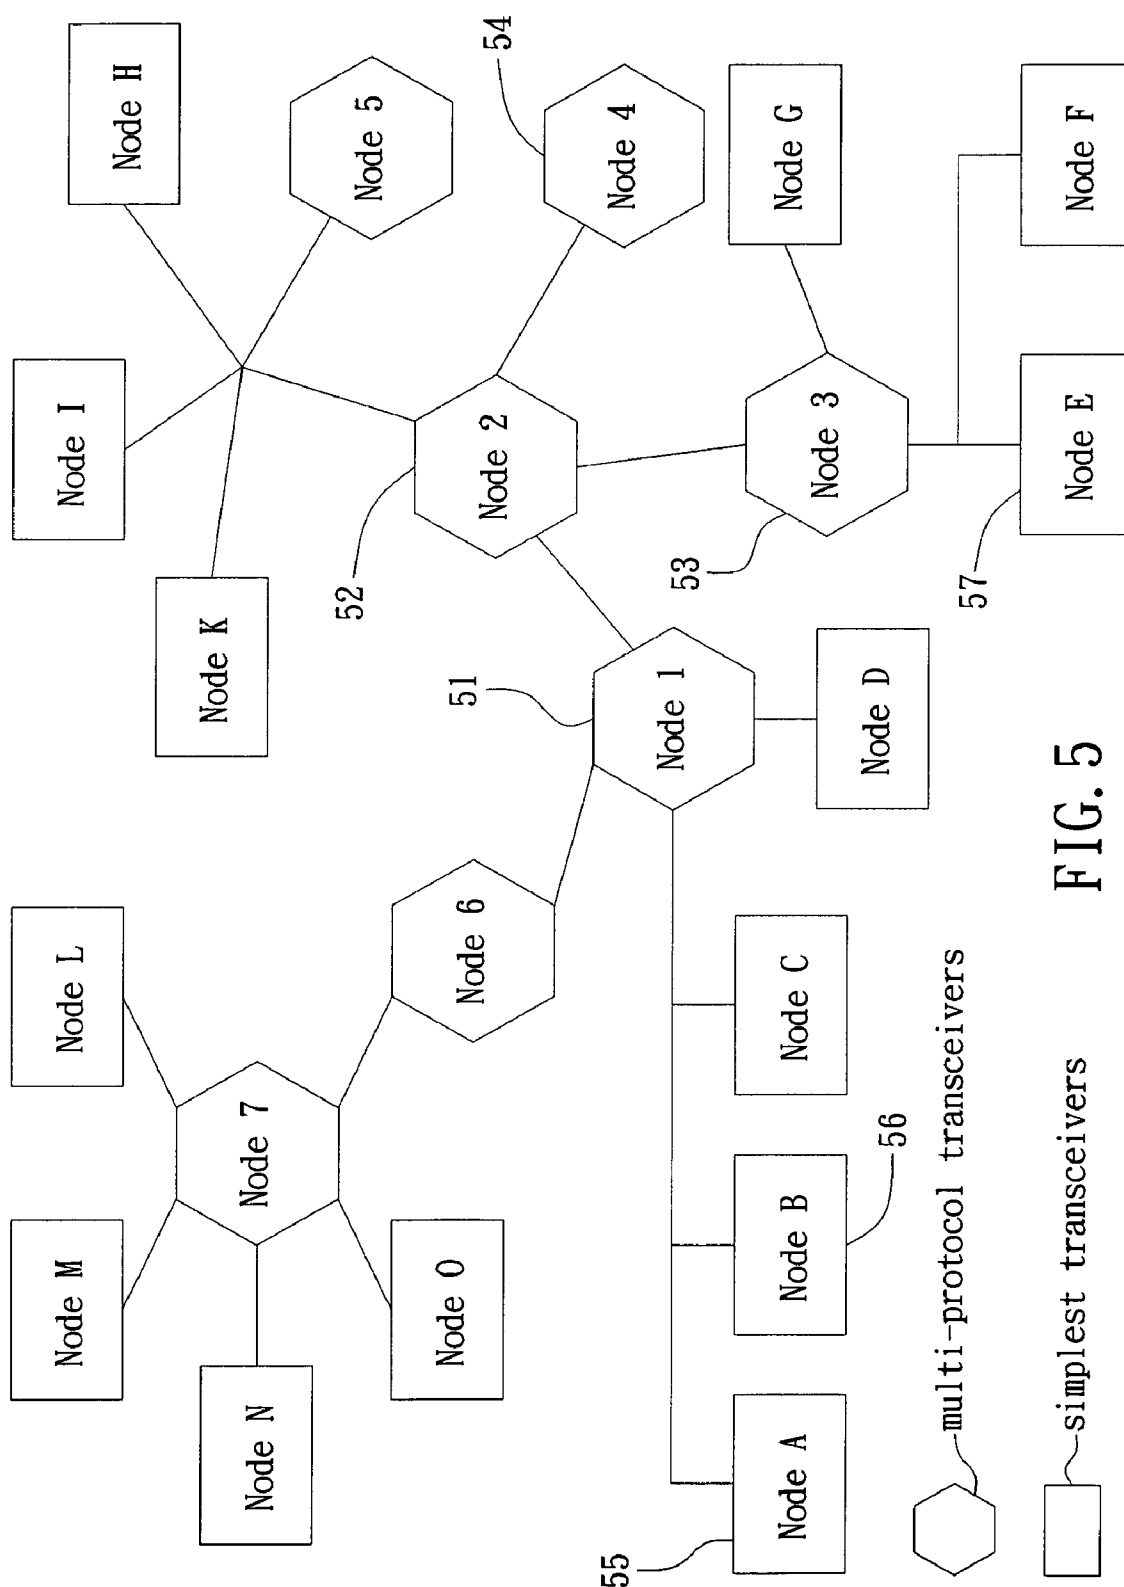 Node M
Node L
Node I
Node H
Node N
Node 7
Node K
Node 5
Node O
Node 6
52
Node 2
54
Node 4
51
Node 1
53
Node 3
Node G
55
Node A
Node B
56
Node C
Node D
57
Node E
Node F
multi-protocol transceivers
simplest transceivers
FIG. 5